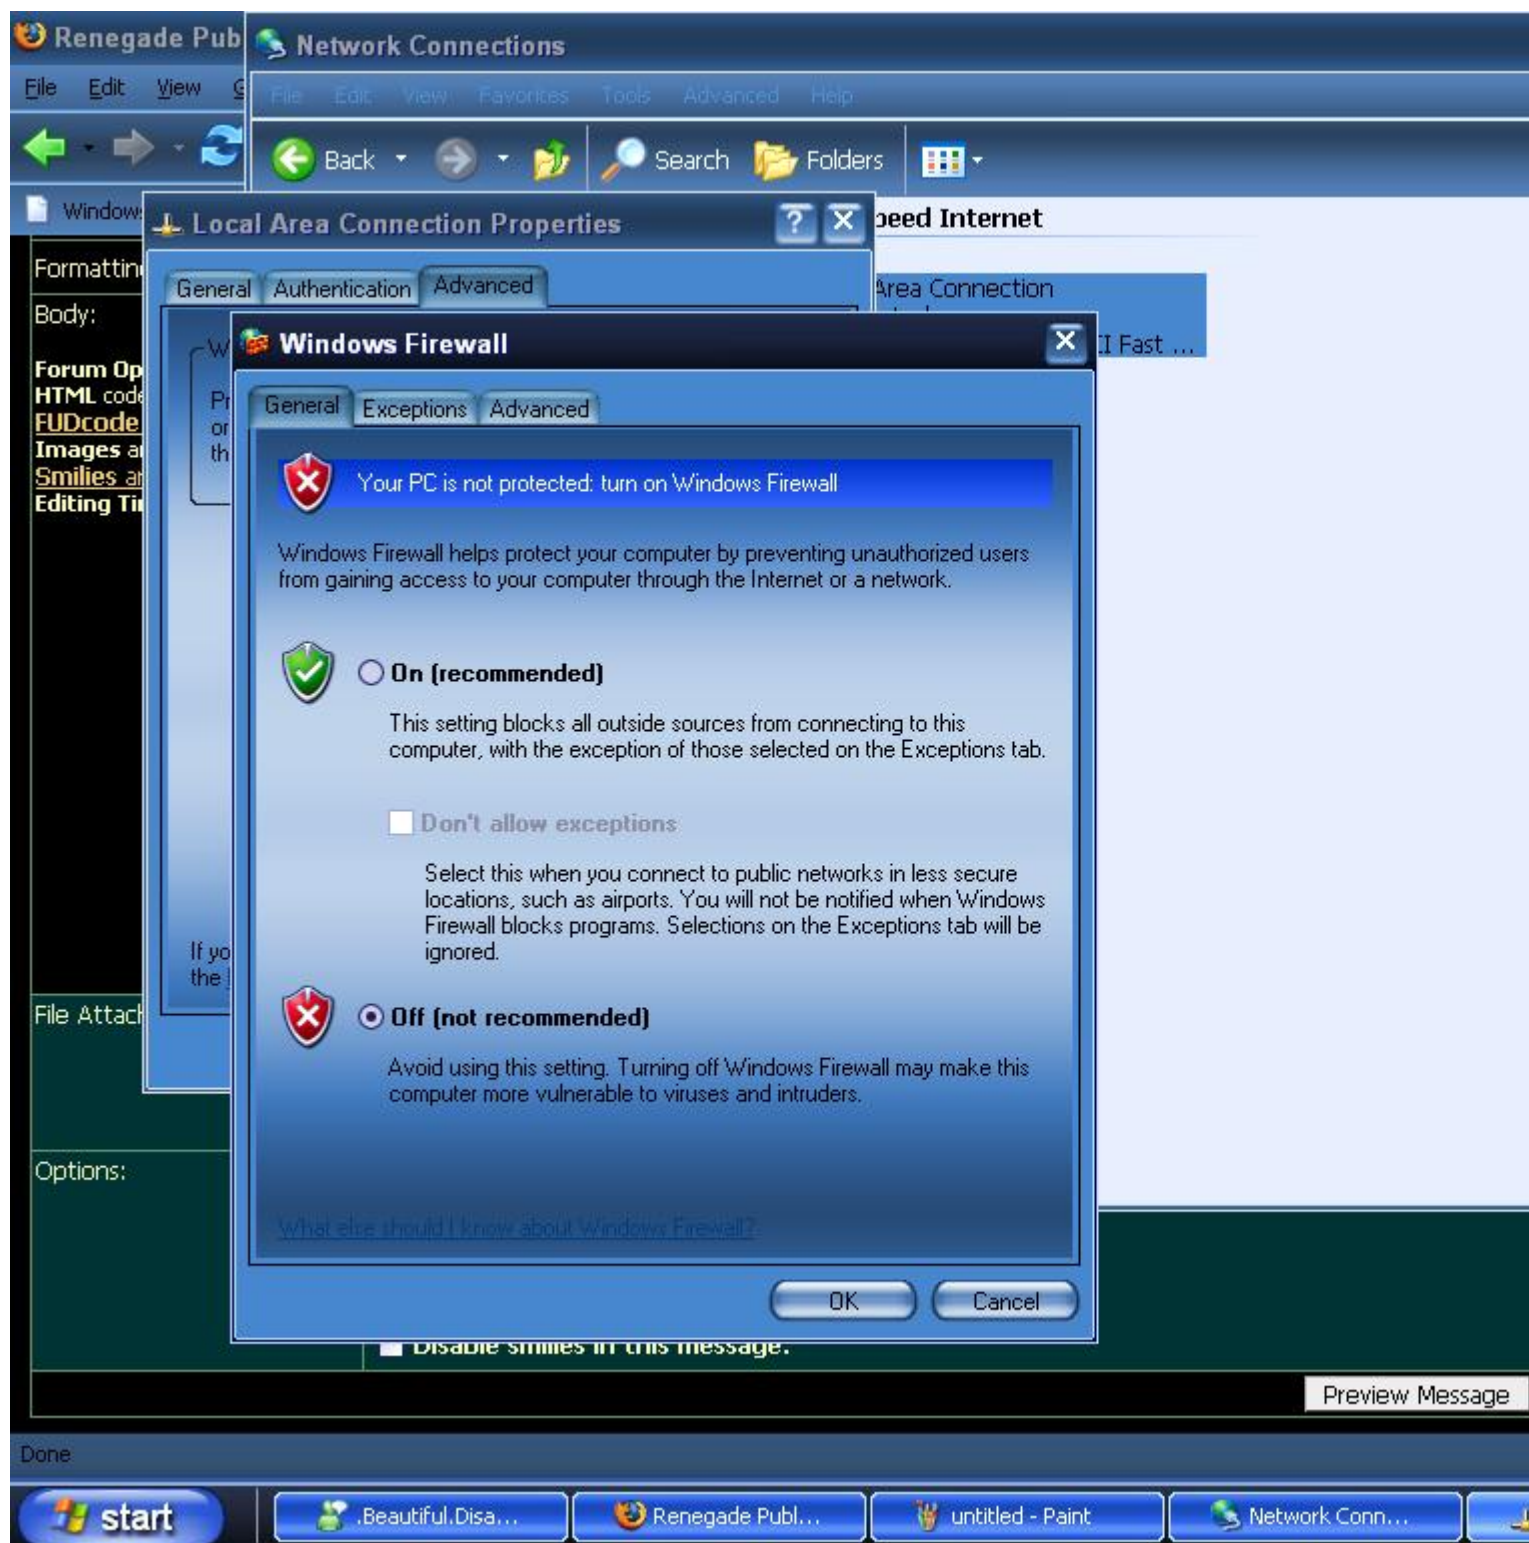 Renegade Pub
File Edit View G
Network Connections
File Edit View Favorites Tools Advanced Help
Back Search Folders
Window
Local Area Connection Properties
General Authentication Advanced
peed Internet
Area Connection
II Fast ...
Formattin
Body:
Forum Op
HTML code
FUDcode
Images a
Smilies ar
Editing Ti
W
Pr
or
th
If yo
the
Windows Firewall
General Exceptions Advanced
Your PC is not protected: turn on Windows Firewall
Windows Firewall helps protect your computer by preventing unauthorized users
from gaining access to your computer through the Internet or a network.
On (recommended)
This setting blocks all outside sources from connecting to this
computer, with the exception of those selected on the Exceptions tab.
Don't allow exceptions
Select this when you connect to public networks in less secure
locations, such as airports. You will not be notified when Windows
Firewall blocks programs. Selections on the Exceptions tab will be
ignored.
Off (not recommended)
Avoid using this setting. Turning off Windows Firewall may make this
computer more vulnerable to viruses and intruders.
What else should I know about Windows Firewall?
OK Cancel
File Attach
Options:
Disable smilies in this message.
Preview Message
Done
start .Beautiful.Disa... Renegade Publ... untitled - Paint Network Conn...